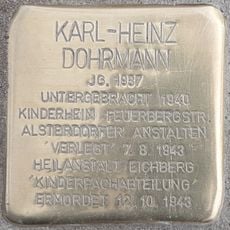 KARL-HEINZ
DOHRMANN
JG. 1937
UNTERGEBRACHT 1940
KINDERHEIM FEUERBERGSTR.
ALSTERDORFER ANSTALTEN
'VERLEGT' 7.8.1943
HEILANSTALT EICHBERG
'KINDERFACHABTEILUNG'
ERMORDET 12.10.1943